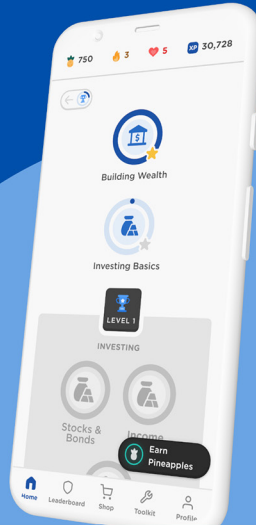 750 3 5 XP 30,728
Building Wealth
Investing Basics
LEVEL 1
INVESTING
Stocks &
Bonds
Income
Earn
Pineapples
Home Leaderboard Shop Toolkit Profile